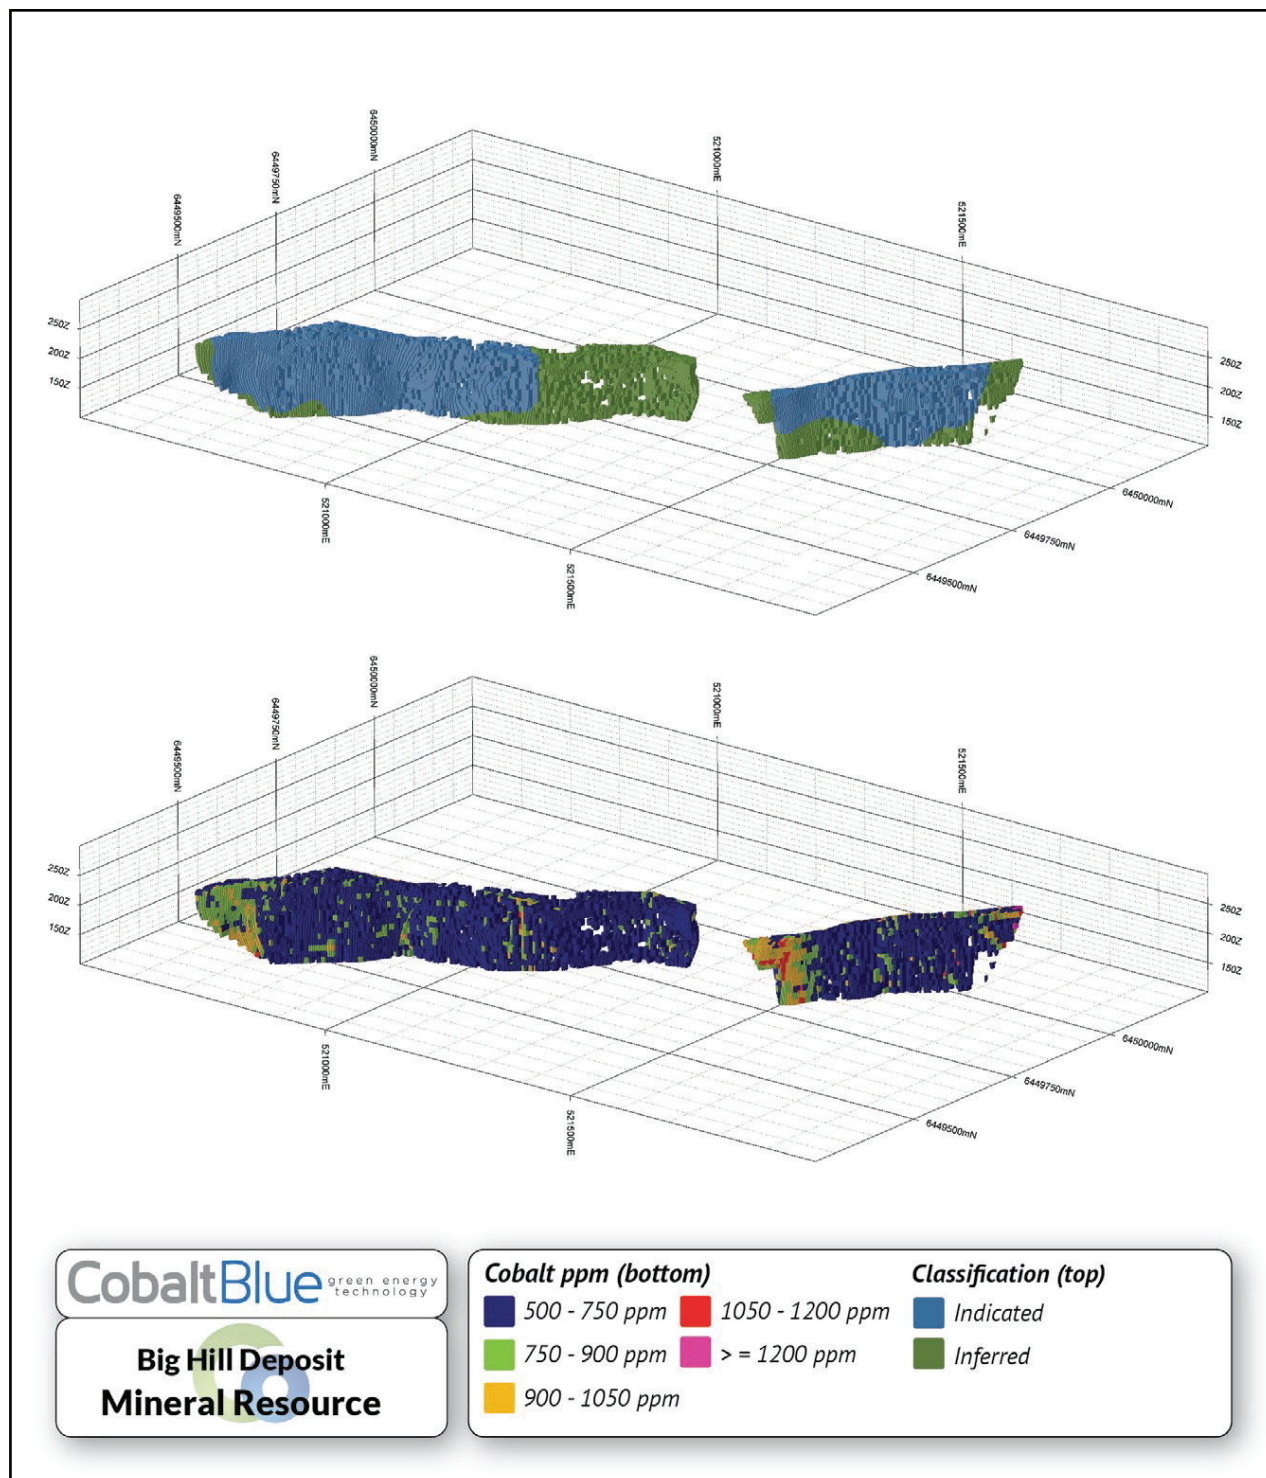 6450000mN
6449750mN
6449500mN
521000mE
521500mE
250Z
200Z
150Z
250Z
200Z
150Z
6450000mN
6449750mN
6449500mN
521000mE
521500mE
6450000mN
6449750mN
6449500mN
521000mE
521500mE
250Z
200Z
150Z
250Z
200Z
150Z
6450000mN
6449750mN
6449500mN
521000mE
521500mE
CobaltBlue green energy technology
Big Hill Deposit
Mineral Resource
Cobalt ppm (bottom)
500 - 750 ppm
750 - 900 ppm
900 - 1050 ppm
1050 - 1200 ppm
> = 1200 ppm
Classification (top)
Indicated
Inferred